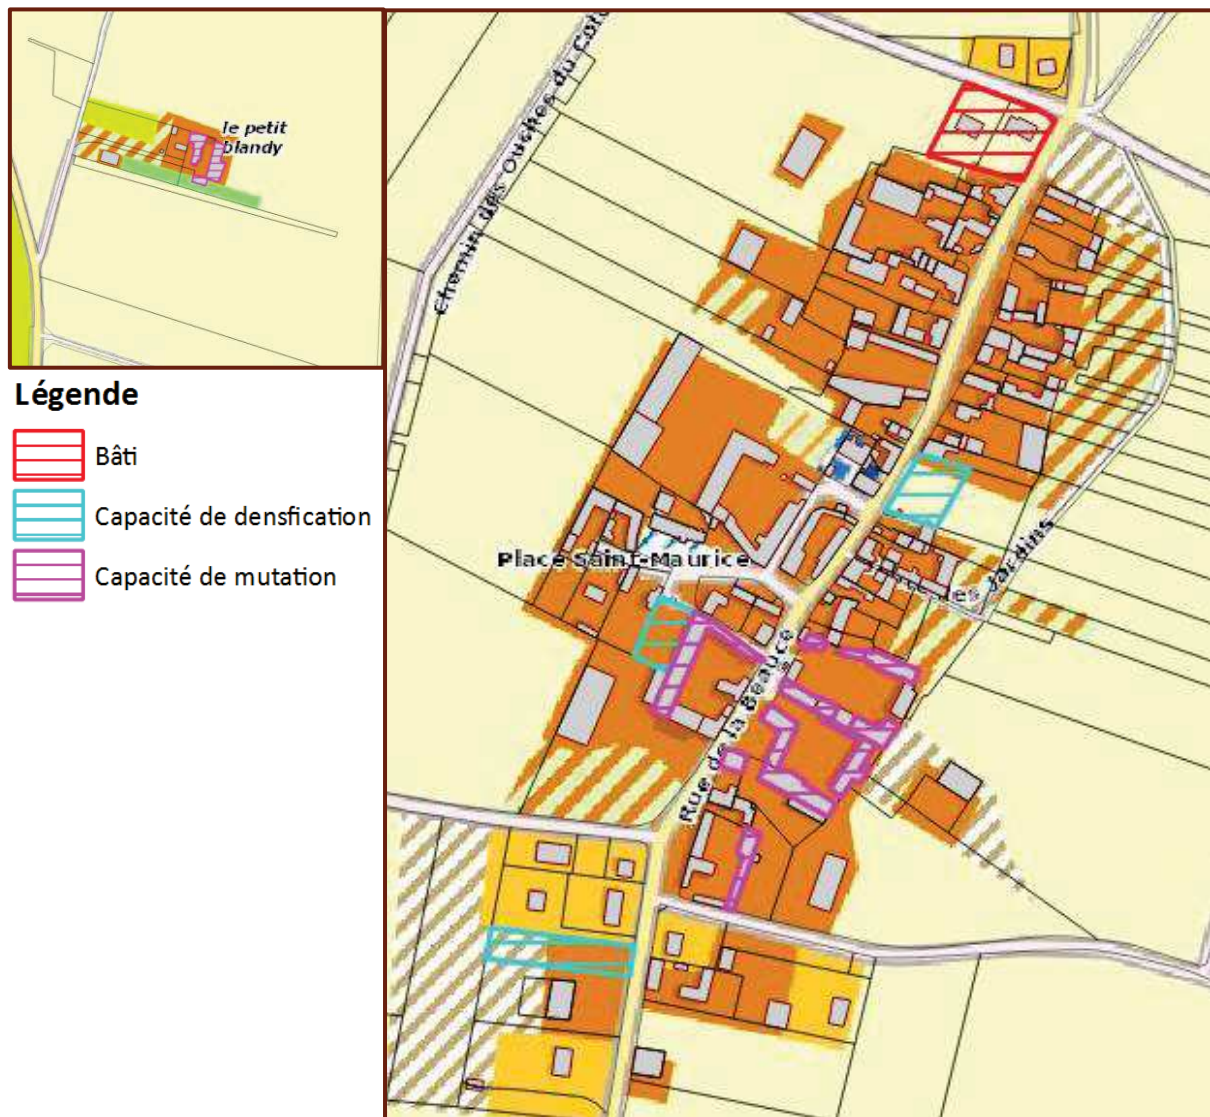 le petit
blandy
Légende
Bâti
Capacité de densfication
Capacité de mutation
Chemin des Ouches du
Place Saint-Maurice
des Jardins
Rue de la Beauce